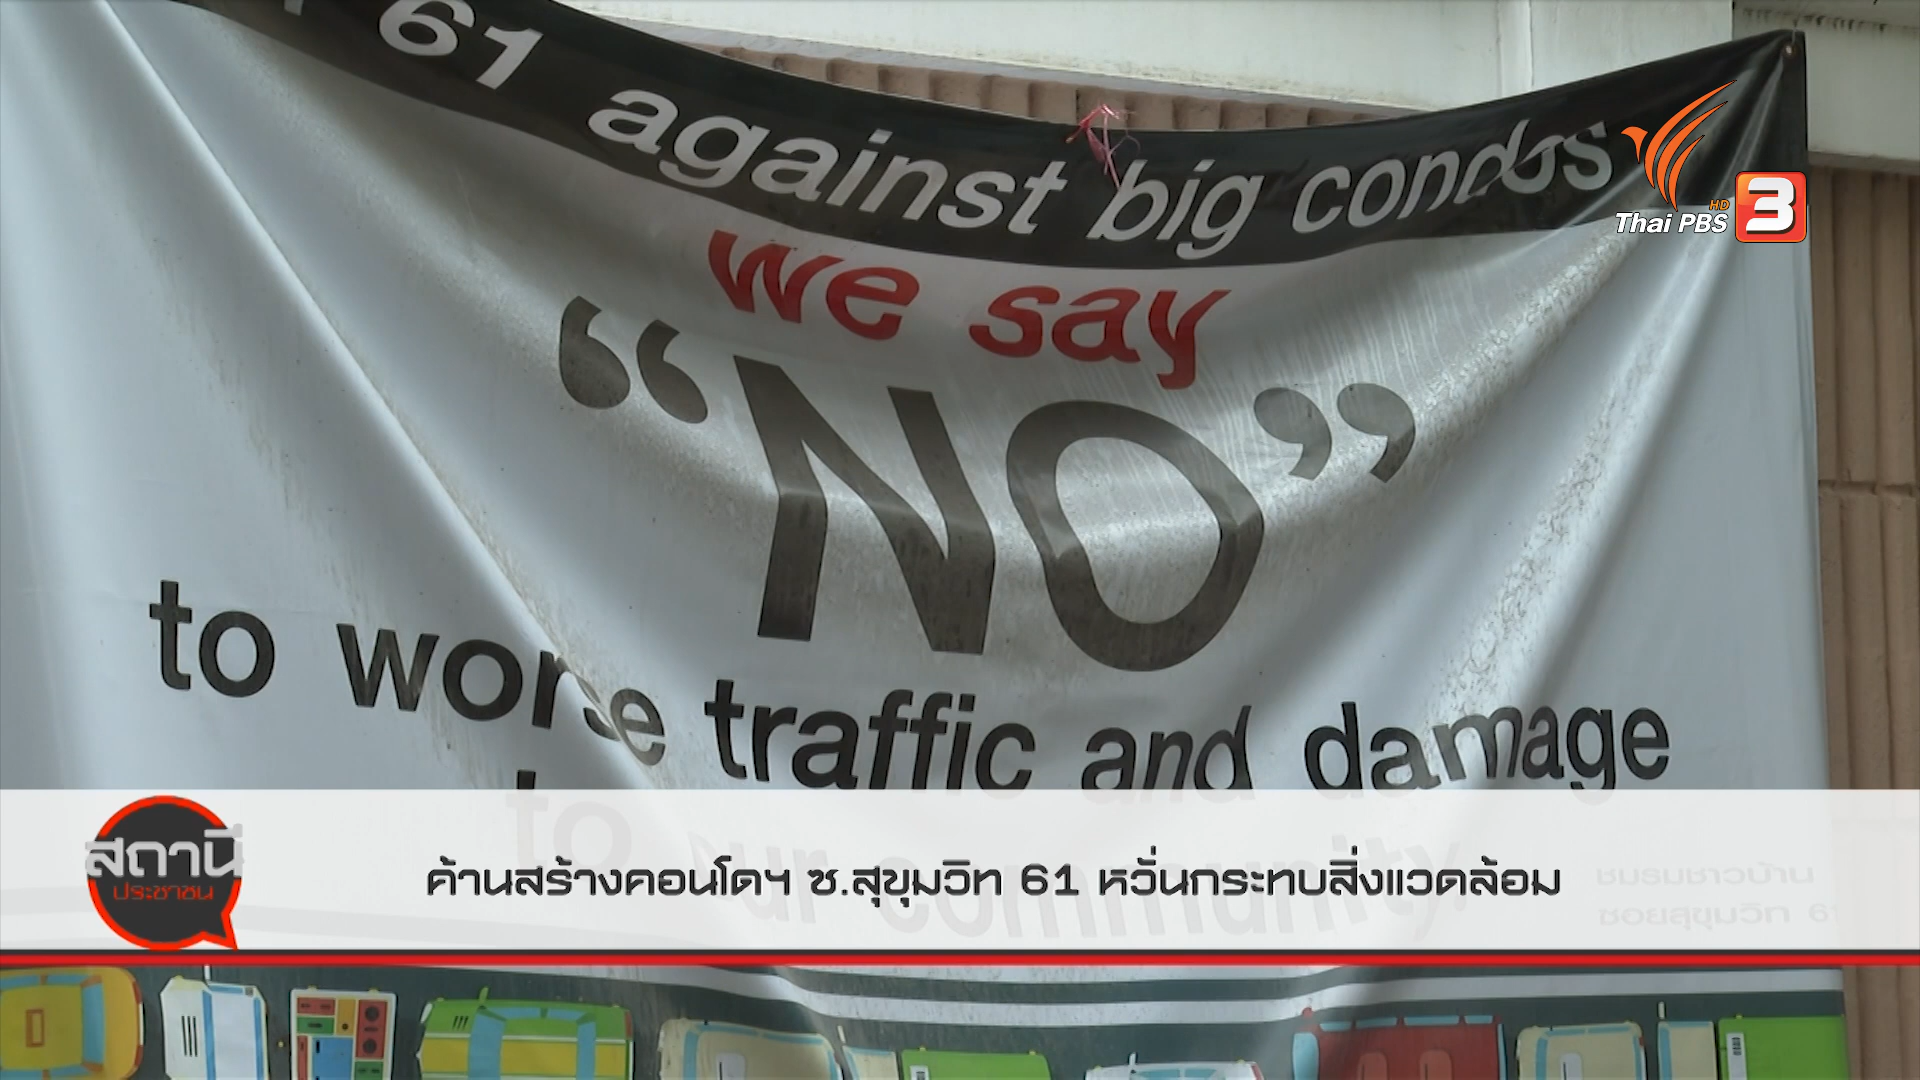 61 against big condos
we say
“NO”
to worse traffic and damage
to our community
Thai PBS HD 3
สถานี
ประชาชน
ค้านสร้างคอนโดฯ ซ.สุขุมวิท 61 หวั่นกระทบสิ่งแวดล้อม
ชมรมชาวบ้าน
ซอยสุขุมวิท 61